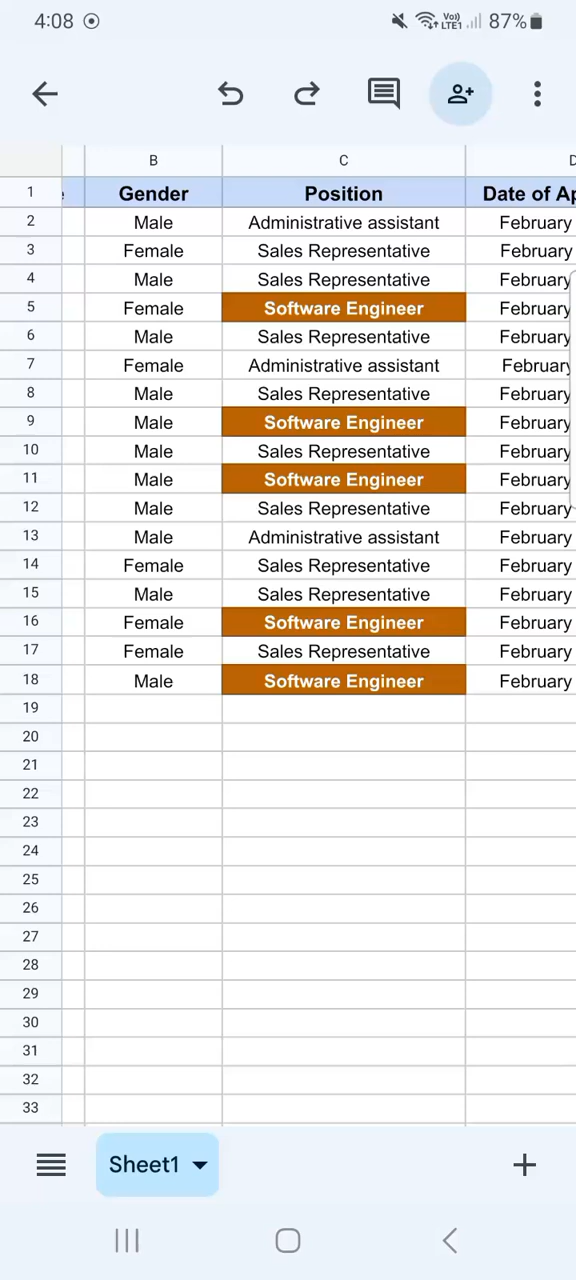 4:08 Vo) LTE1 87%
B C D
1 Gender Position Date of Ap
2 Male Administrative assistant February
3 Female Sales Representative February
4 Male Sales Representative February
5 Female Software Engineer February
6 Male Sales Representative February
7 Female Administrative assistant February
8 Male Sales Representative February
9 Male Software Engineer February
10 Male Sales Representative February
11 Male Software Engineer February
12 Male Sales Representative February
13 Male Administrative assistant February
14 Female Sales Representative February
15 Male Sales Representative February
16 Female Software Engineer February
17 Female Sales Representative February
18 Male Software Engineer February
19
20
21
22
23
24
25
26
27
28
29
30
31
32
33
Sheet1